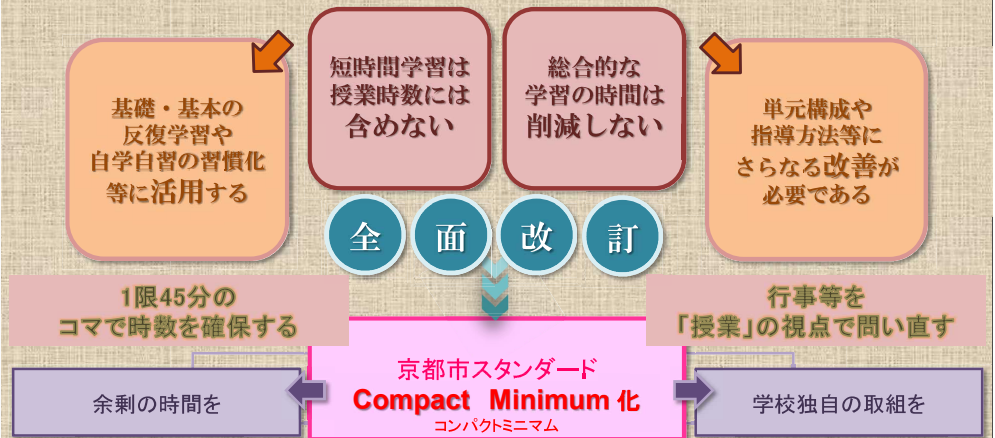 基礎・基本の
反復学習や
自学自習の習慣化
等に活用する
短時間学習は
授業時数には
含めない
総合的な
学習の時間は
削減しない
単元構成や
指導方法等に
さらなる改善が
必要である
全面改訂
1限45分の
コマで時数を確保する
行事等を
「授業」の視点で問い直す
京都市スタンダード
Compact Minimum 化
コンパクトミニマム
余剰の時間を
学校独自の取組を